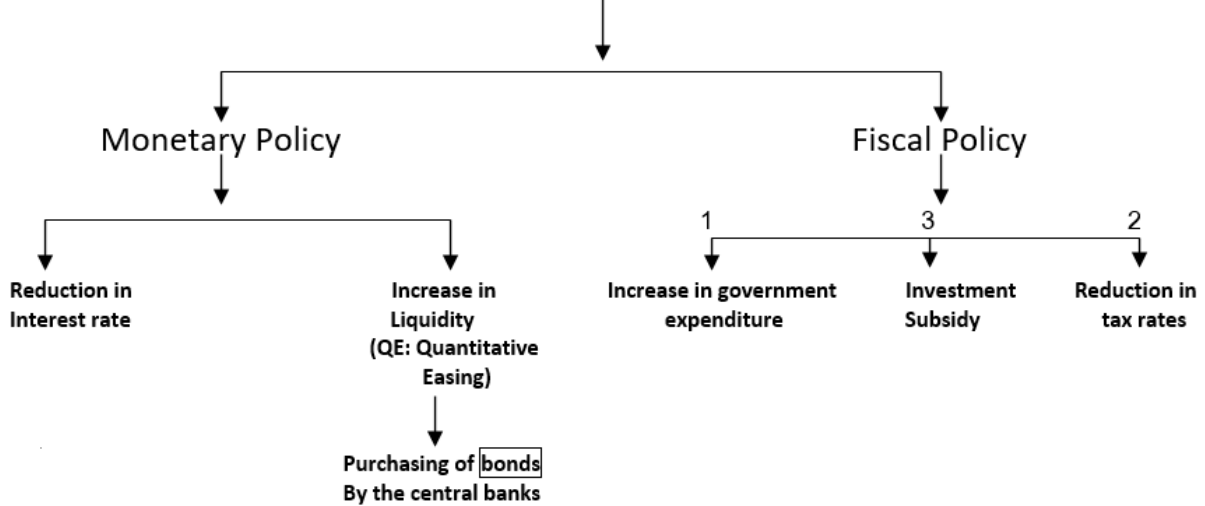 Monetary Policy
Fiscal Policy
1
3
2
Reduction in
Interest rate
Increase in
Liquidity
(QE: Quantitative
Easing)
Increase in government
expenditure
Investment
Subsidy
Reduction in
tax rates
Purchasing of bonds
By the central banks